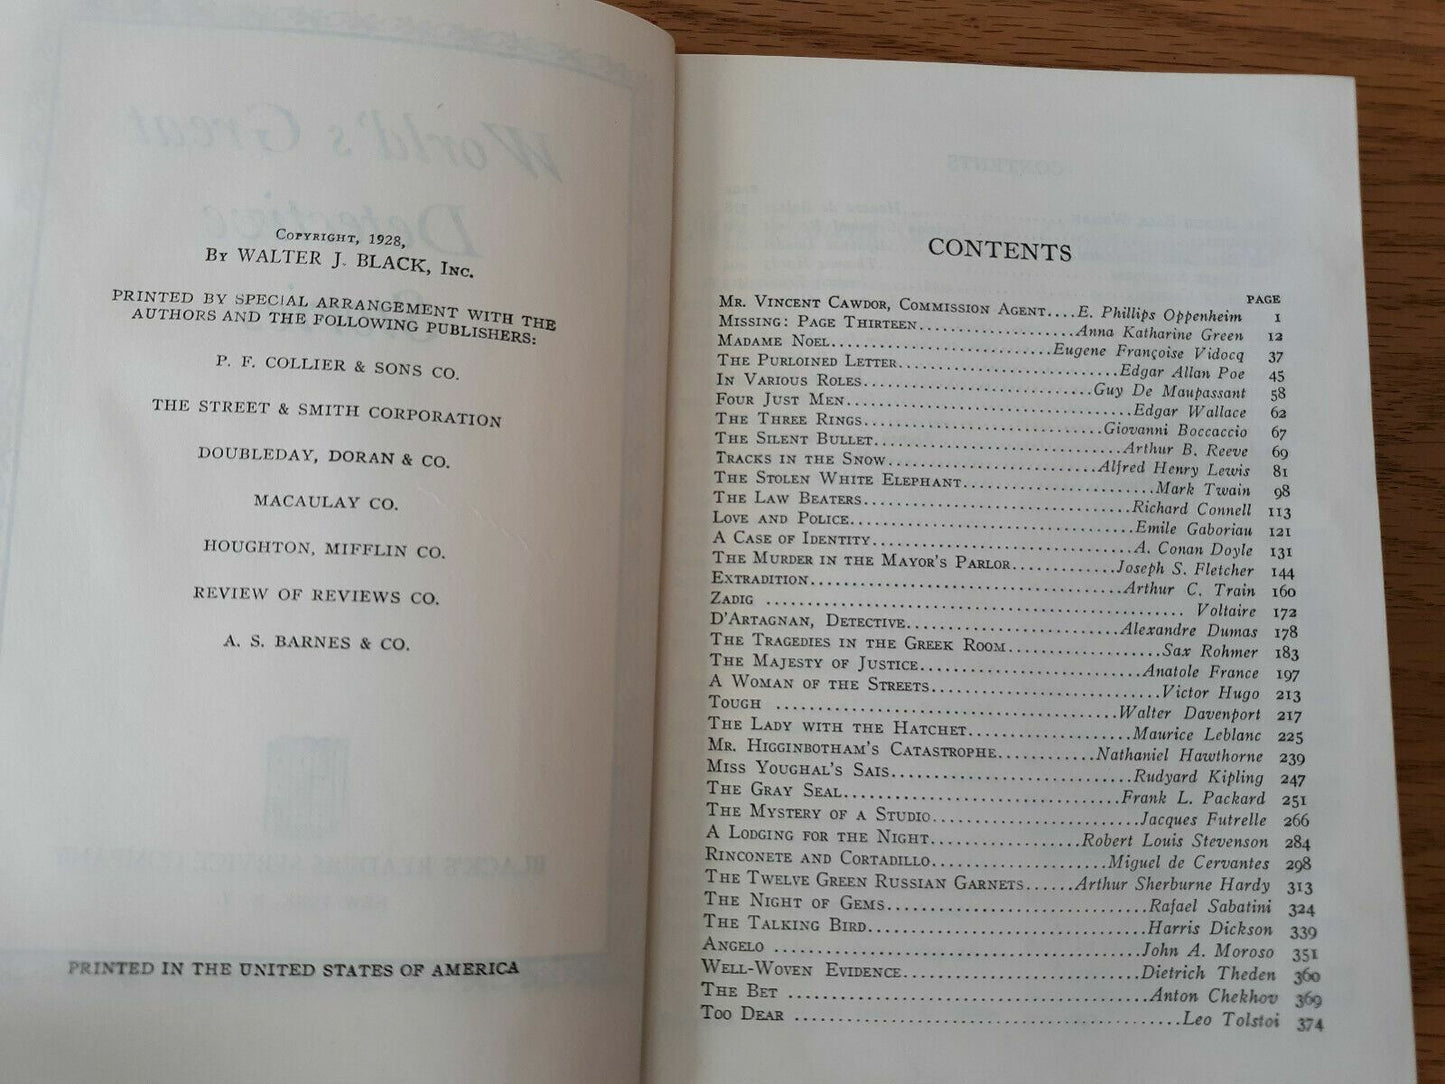 World's Great
Detective
COPYRIGHT, 1928,
BY WALTER J. BLACK, INC.
PRINTED BY SPECIAL ARRANGEMENT WITH THE
AUTHORS AND THE FOLLOWING PUBLISHERS:
P. F. COLLIER & SONS CO.
THE STREET & SMITH CORPORATION
DOUBLEDAY, DORAN & CO.
MACAULAY CO.
HOUGHTON, MIFFLIN CO.
REVIEW OF REVIEWS CO.
A. S. BARNES & CO.
BLACK'S READERS SERVICE COMPANY
PRINTED IN THE UNITED STATES OF AMERICA
CONTENTS
CONTENTS
PAGE
MR. VINCENT CAWDOR, COMMISSION AGENT....E. Phillips Oppenheim 1
MISSING: PAGE THIRTEEN....Anna Katharine Green 12
MADAME NOEL....Eugene Françoise Vidocq 37
THE PURLOINED LETTER....Edgar Allan Poe 45
IN VARIOUS ROLES....Guy De Maupassant 58
FOUR JUST MEN....Edgar Wallace 62
THE THREE RINGS....Giovanni Boccaccio 67
THE SILENT BULLET....Arthur B. Reeve 69
TRACKS IN THE SNOW....Alfred Henry Lewis 81
THE STOLEN WHITE ELEPHANT....Mark Twain 98
THE LAW BEATERS....Richard Connell 113
LOVE AND POLICE....Emile Gaboriau 121
A CASE OF IDENTITY....A. Conan Doyle 131
THE MURDER IN THE MAYOR'S PARLOR....Joseph S. Fletcher 144
EXTRADITION....Arthur C. Train 160
ZADIG ....Voltaire 172
D'ARTAGNAN, DETECTIVE....Alexandre Dumas 178
THE TRAGEDIES IN THE GREEK ROOM....Sax Rohmer 183
THE MAJESTY OF JUSTICE....Anatole France 197
A WOMAN OF THE STREETS....Victor Hugo 213
TOUGH ....Walter Davenport 217
THE LADY WITH THE HATCHET....Maurice Leblanc 225
MR. HIGGINBOTHAM'S CATASTROPHE....Nathaniel Hawthorne 239
MISS YOUGHAL'S SAIS....Rudyard Kipling 247
THE GRAY SEAL....Frank L. Packard 251
THE MYSTERY OF A STUDIO....Jacques Futrelle 266
A LODGING FOR THE NIGHT....Robert Louis Stevenson 284
RINCONETE AND CORTADILLO....Miguel de Cervantes 298
THE TWELVE GREEN RUSSIAN GARNETS....Arthur Sherburne Hardy 313
THE NIGHT OF GEMS....Rafael Sabatini 324
THE TALKING BIRD....Harris Dickson 339
ANGELO ....John A. Moroso 351
WELL-WOVEN EVIDENCE....Dietrich Theden 360
THE BET ....Anton Chekhov 369
TOO DEAR ....Leo Tolstoi 374